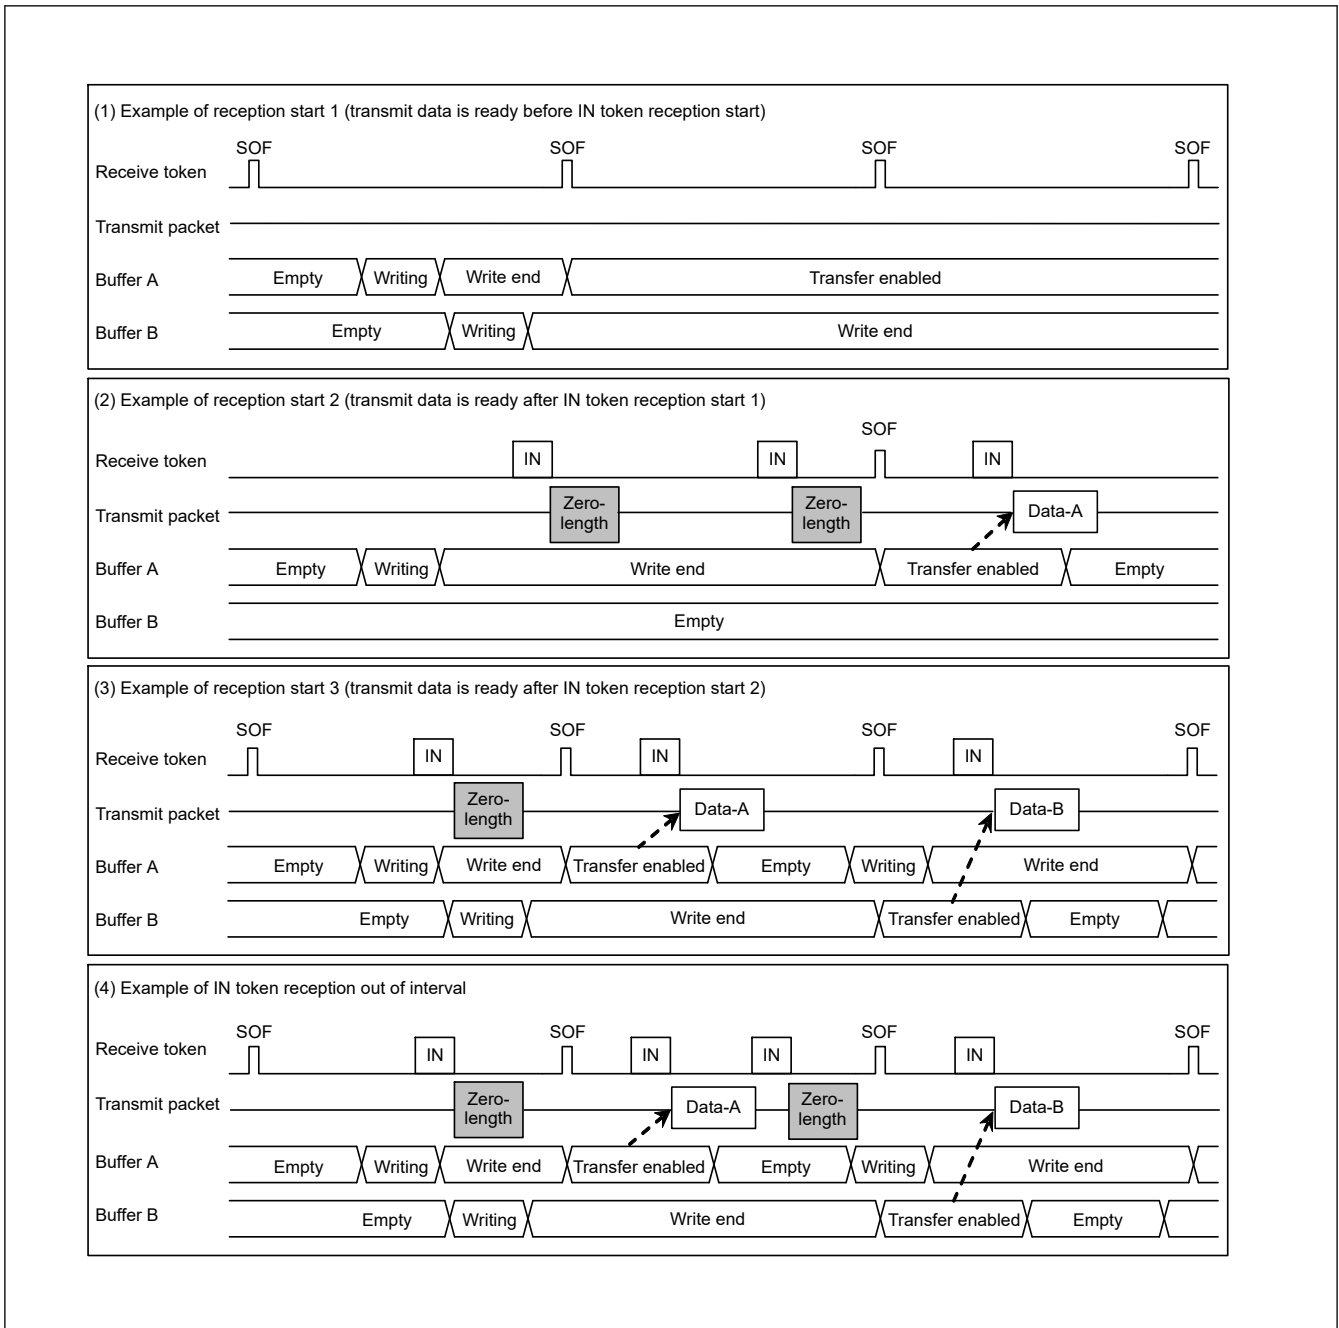 (1) Example of reception start 1 (transmit data is ready before IN token reception start)
SOF SOF SOF SOF
Receive token
Transmit packet
Buffer A Empty Writing Write end Transfer enabled
Buffer B Empty Writing Write end
(2) Example of reception start 2 (transmit data is ready after IN token reception start 1)
SOF
Receive token IN IN IN
Zero- Zero-
Transmit packet Data-A
length length
Buffer A Empty Writing Write end Transfer enabled Empty
Buffer B Empty
(3) Example of reception start 3 (transmit data is ready after IN token reception start 2)
SOF SOF SOF SOF
Receive token IN IN IN
Zero-
Transmit packet Data-A Data-B
length
Buffer A Empty Writing Write end Transfer enabled Empty Writing Write end
Buffer B Empty Writing Write end Transfer enabled Empty
(4) Example of IN token reception out of interval
SOF SOF SOF SOF
Receive token IN IN IN IN
Zero- Zero-
Transmit packet Data-A Data-B
length length
Buffer A Empty Writing Write end Transfer enabled Empty Writing Write end
Buffer B Empty Writing Write end Transfer enabled Empty